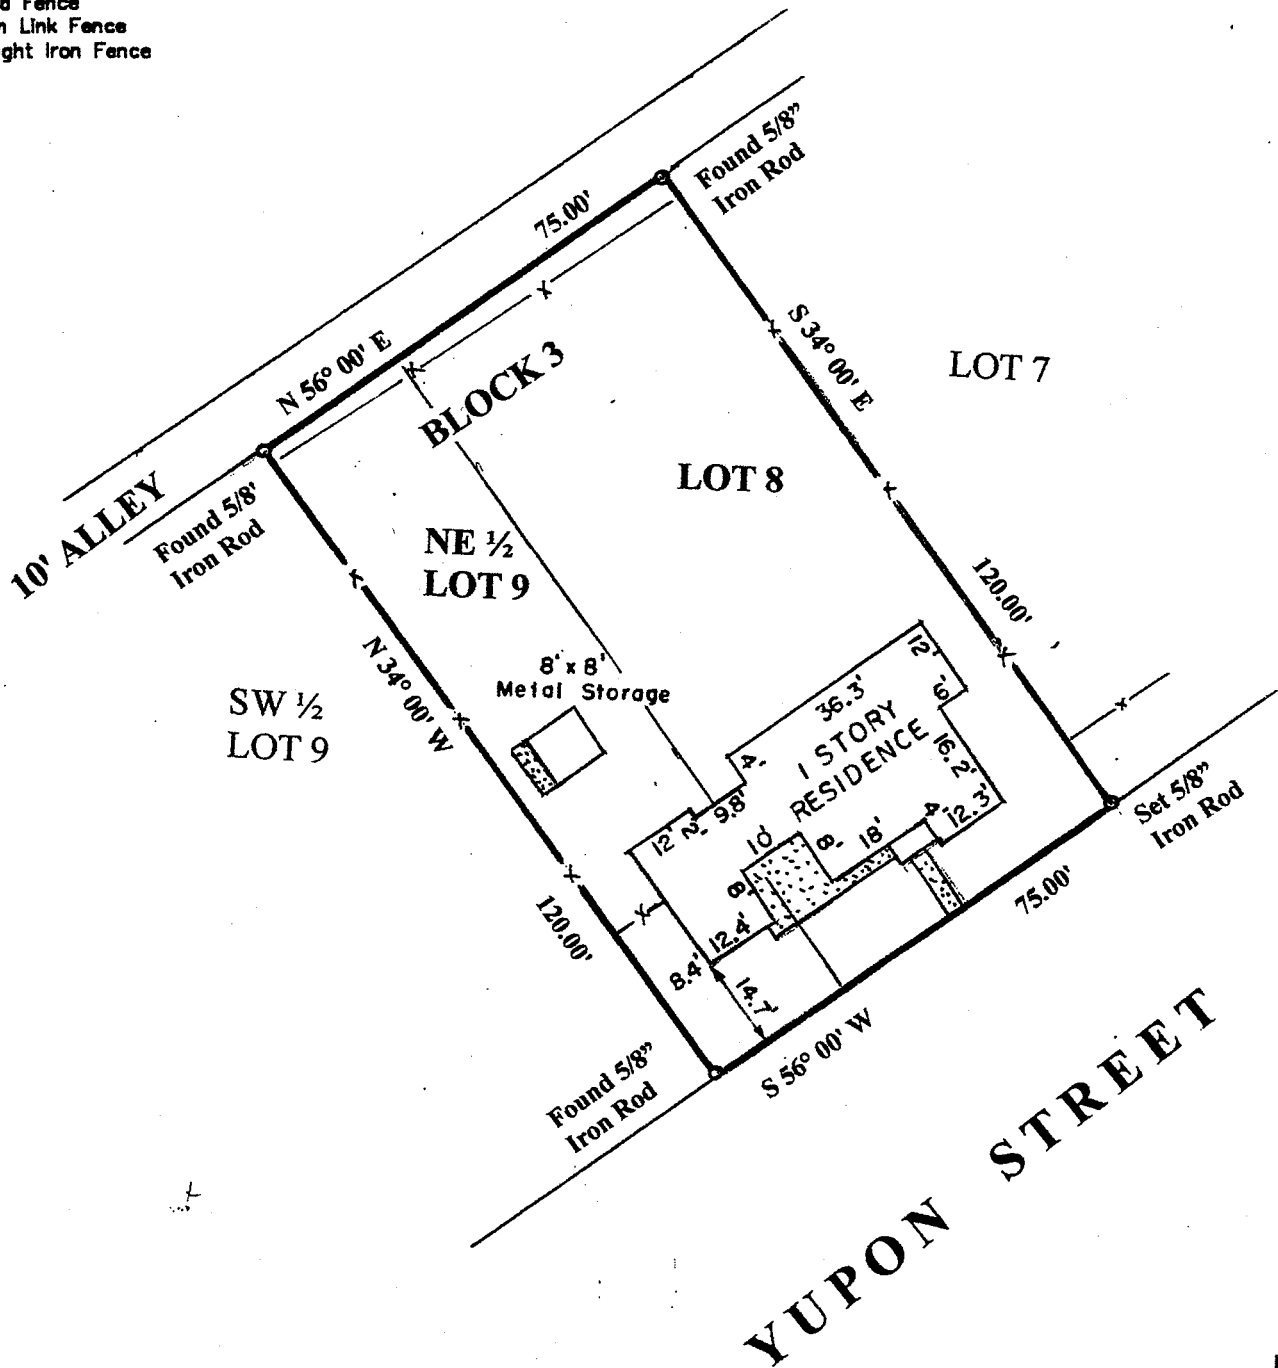 Fence
Link Fence
Iron Fence
Found 5/8”
Iron Rod
75.00'
N 56° 00' E
BLOCK 3
S 34° 00' E
LOT 7
LOT 8
10' ALLEY
Found 5/8'
Iron Rod
NE ½
LOT 9
120.00'
N 34° 00' W
8' x 8'
Metal Storage
SW ½
LOT 9
12'
6'
36.3'
1 STORY
RESIDENCE
16.2'
4'
9.8'
2'
12'
10'
8'
18'
4'
12.3'
8'
12.4'
8.4'
14.7'
Set 5/8”
Iron Rod
75.00'
120.00'
S 56° 00' W
Found 5/8”
Iron Rod
YUPON STREET